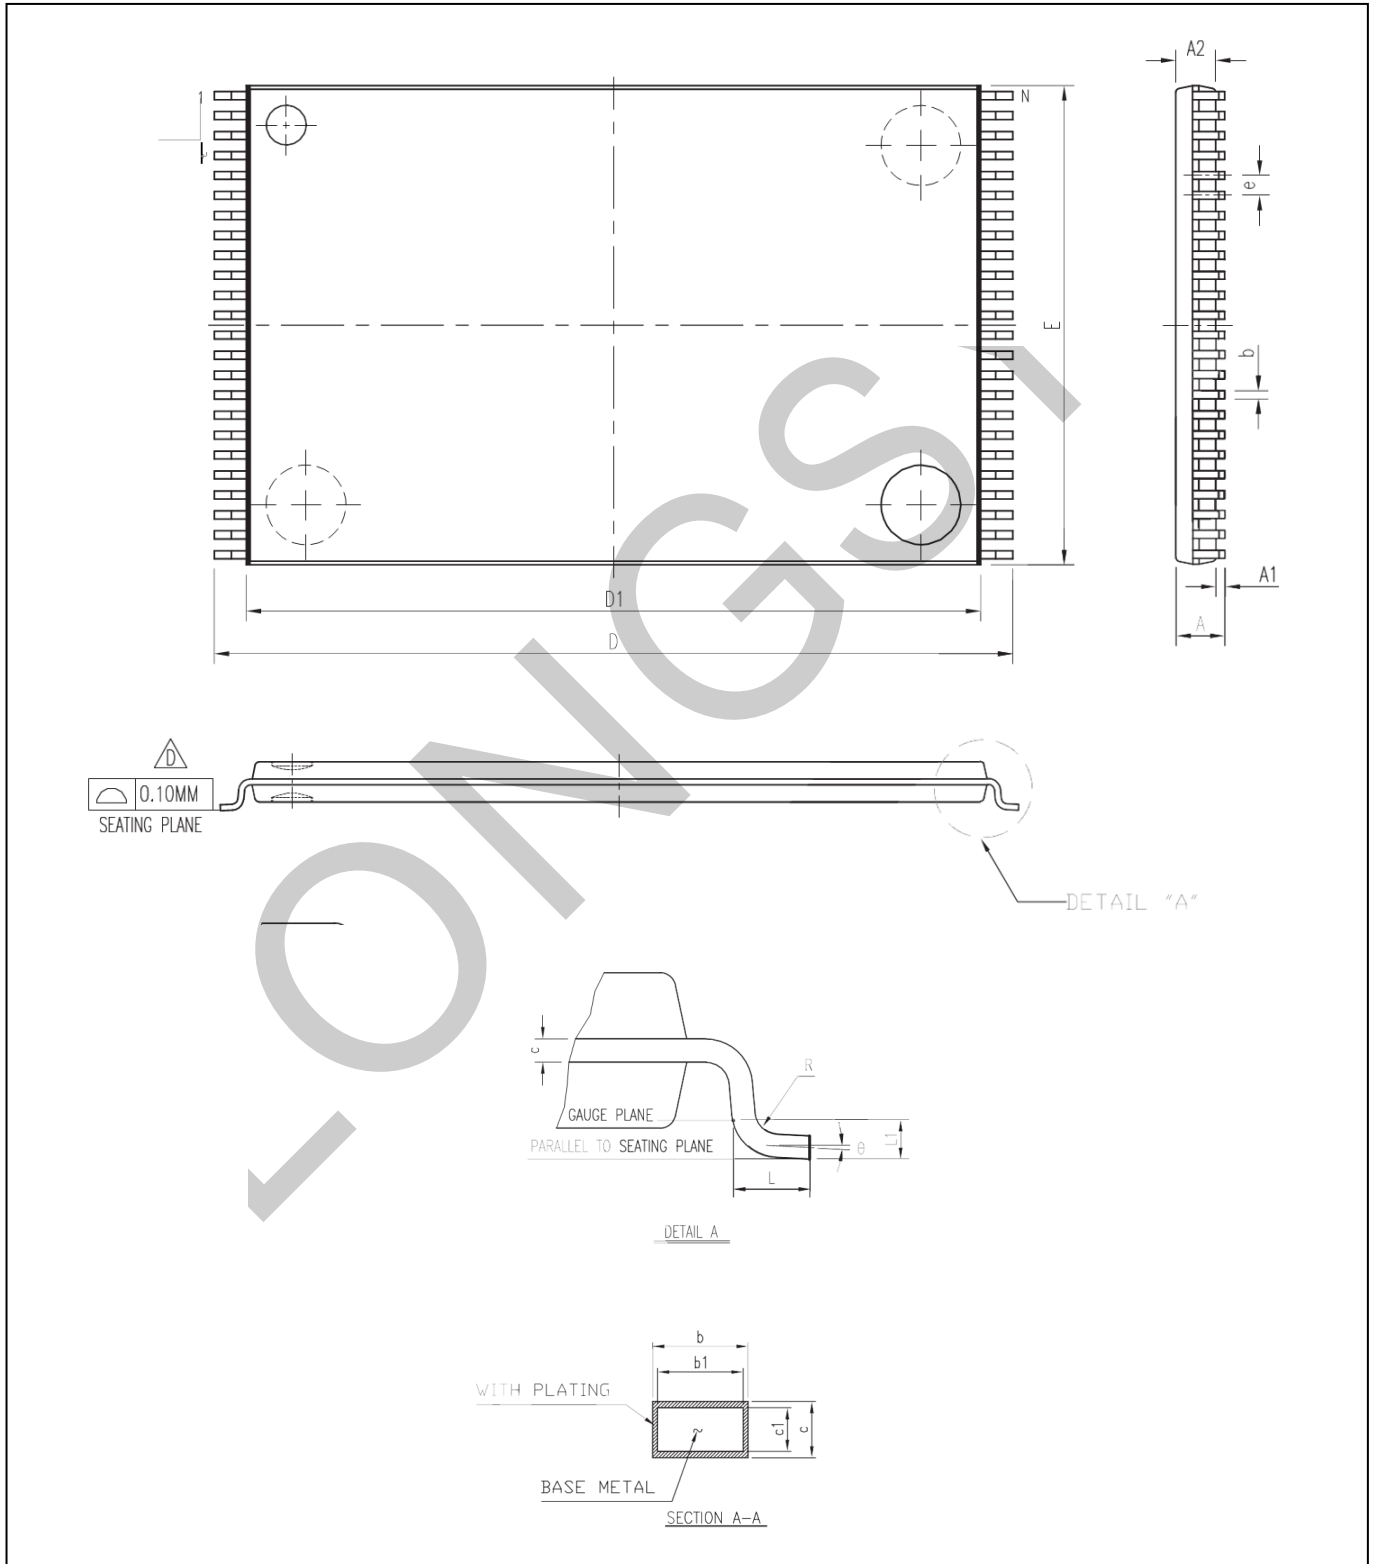 A2
1
N
e
E
b
A1
D1
A
D
D
0.10MM
SEATING PLANE
DETAIL "A"
c
R
GAUGE PLANE
L1
PARALLEL TO SEATING PLANE
θ
L
DETAIL A
b
b1
WITH PLATING
c1
c
BASE METAL
SECTION A-A
LONGS